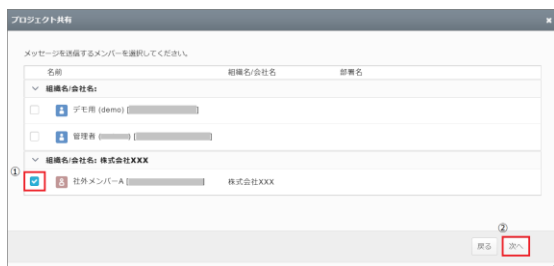 プロジェクト共有 ×
メッセージを送信するメンバーを選択してください。
名前 組織名/会社名 部署名
組織名/会社名:
デモ用 (demo) [ ]
管理者 ( ) [ ]
組織名/会社名: 株式会社XXX
① 社外メンバーA [ ] 株式会社XXX
②
戻る 次へ